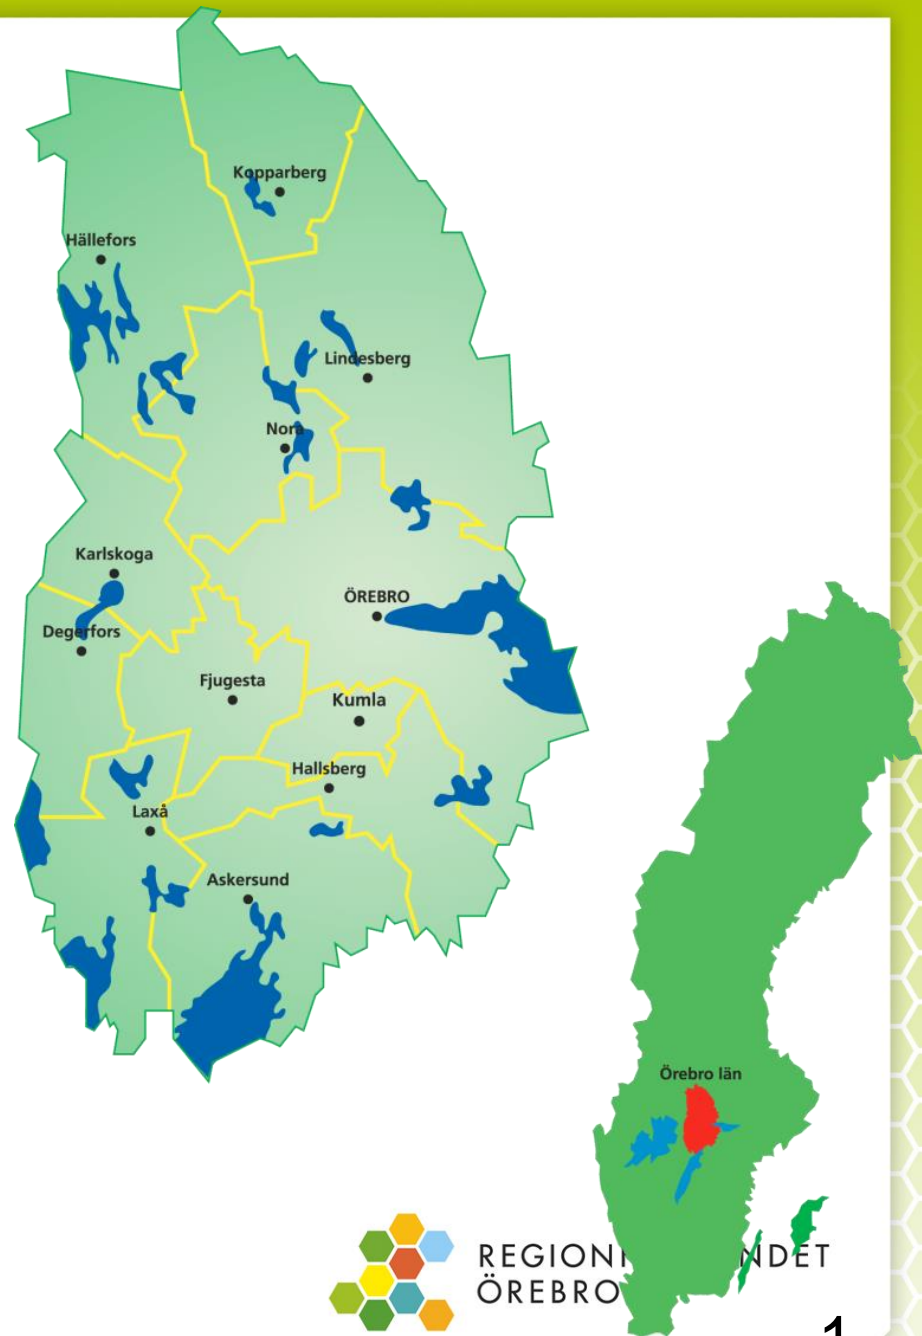 Kopparberg
Hällefors
Lindesberg
Nora
Karlskoga
ÖREBRO
Degerfors
Fjugesta
Kumla
Hallsberg
Laxå
Askersund
Örebro län
REGION NDET
ÖREBRO
1